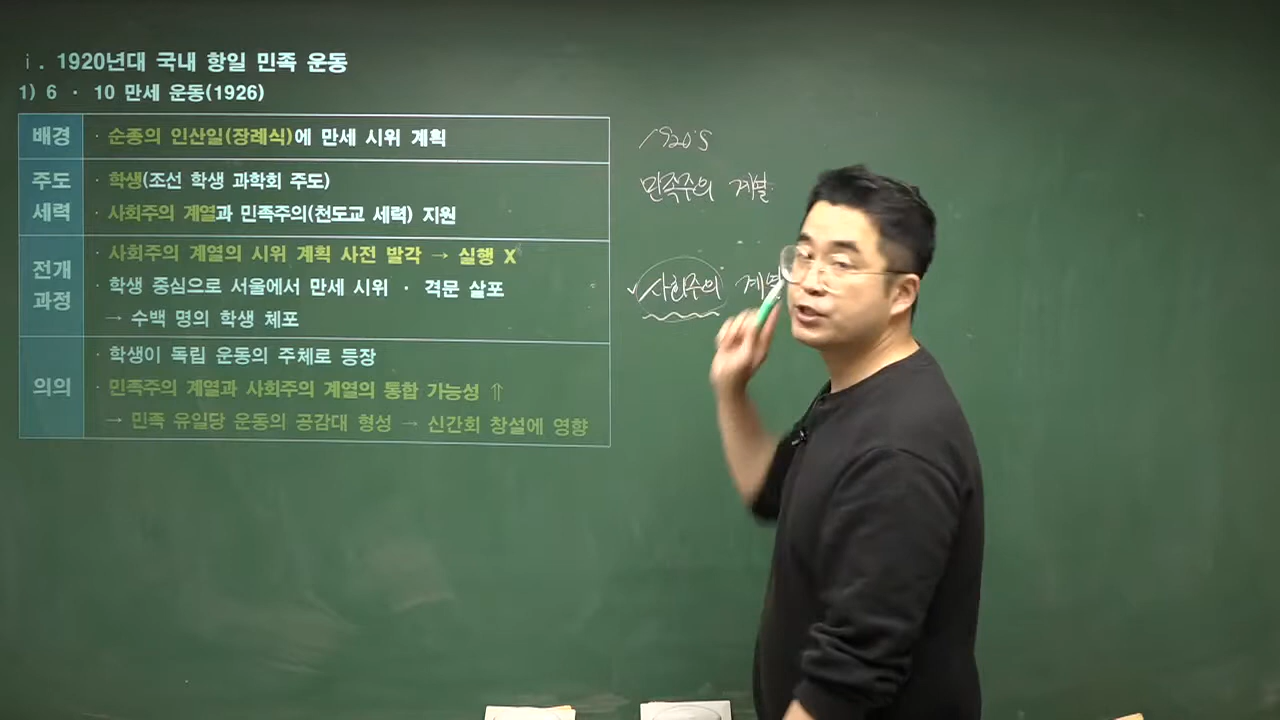 ⅰ. 1920년대 국내 항일 민족 운동
1) 6 · 10 만세 운동(1926)
배경
· 순종의 인산일(장례식)에 만세 시위 계획
주도
세력
· 학생(조선 학생 과학회 주도)
· 사회주의 계열과 민족주의(천도교 세력) 지원
전개
과정
· 사회주의 계열의 시위 계획 사전 발각 → 실행 X
· 학생 중심으로 서울에서 만세 시위 · 격문 살포
→ 수백 명의 학생 체포
의의
· 학생이 독립 운동의 주체로 등장
· 민족주의 계열과 사회주의 계열의 통합 가능성 ⇑
→ 민족 유일당 운동의 공감대 형성 → 신간회 창설에 영향
1920's
민족주의 계열
✓ 사회주의 계열